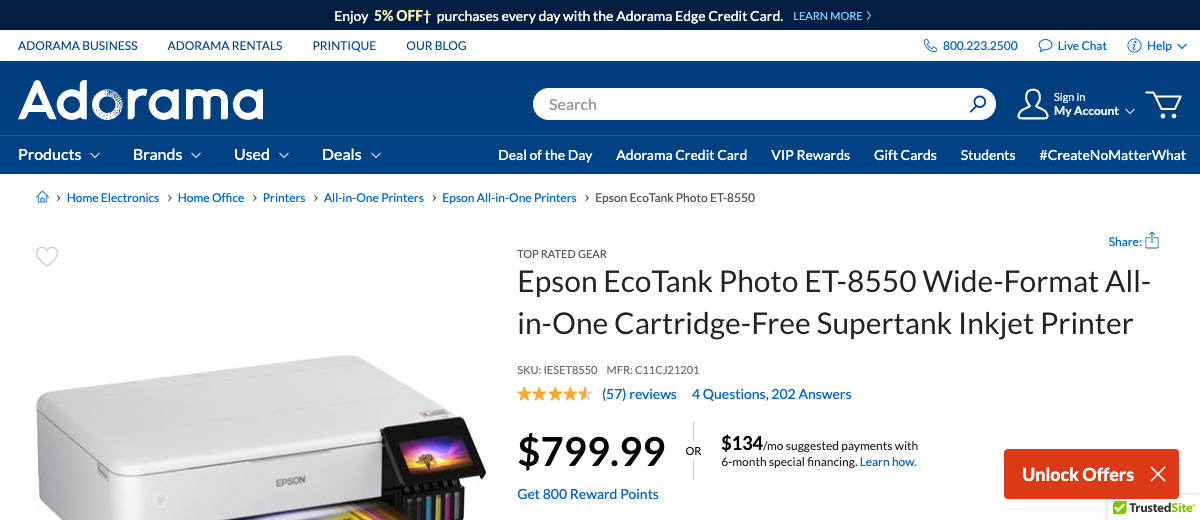 Enjoy 5% OFF† purchases every day with the Adorama Edge Credit Card. LEARN MORE
ADORAMA BUSINESS ADORAMA RENTALS PRINTIQUE OUR BLOG 800.223.2500 Live Chat Help
Adorama
Search
Sign in
My Account
Products Brands Used Deals Deal of the Day Adorama Credit Card VIP Rewards Gift Cards Students #CreateNoMatterWhat
Home Electronics Home Office Printers All-in-One Printers Epson All-in-One Printers Epson EcoTank Photo ET-8550
Share:
TOP RATED GEAR
Epson EcoTank Photo ET-8550 Wide-Format All-
in-One Cartridge-Free Supertank Inkjet Printer
SKU: IESET8550 MFR: C11CJ21201
(57) reviews 4 Questions, 202 Answers
$799.99 OR $134/mo suggested payments with
6-month special financing. Learn how.
Get 800 Reward Points
EPSON
Unlock Offers
TrustedSite